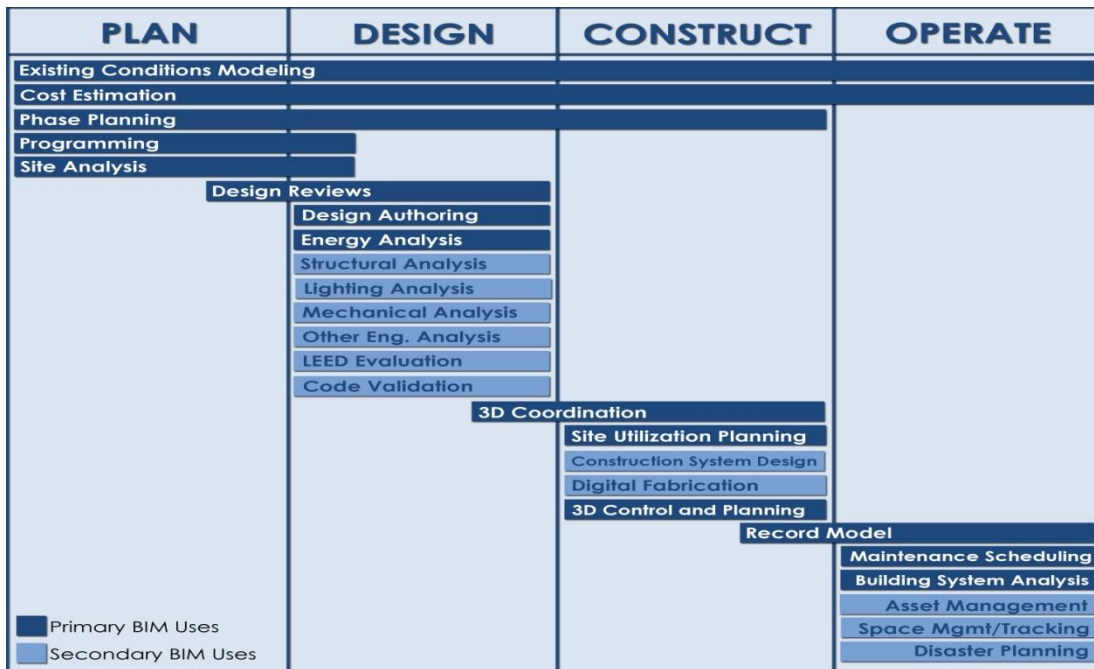 PLAN DESIGN CONSTRUCT OPERATE
Existing Conditions Modeling
Cost Estimation
Phase Planning
Programming
Site Analysis
Design Reviews
Design Authoring
Energy Analysis
Structural Analysis
Lighting Analysis
Mechanical Analysis
Other Eng. Analysis
LEED Evaluation
Code Validation
3D Coordination
Site Utilization Planning
Construction System Design
Digital Fabrication
3D Control and Planning
Record Model
Maintenance Scheduling
Building System Analysis
Asset Management
Space Mgmt/Tracking
Disaster Planning
Primary BIM Uses
Secondary BIM Uses